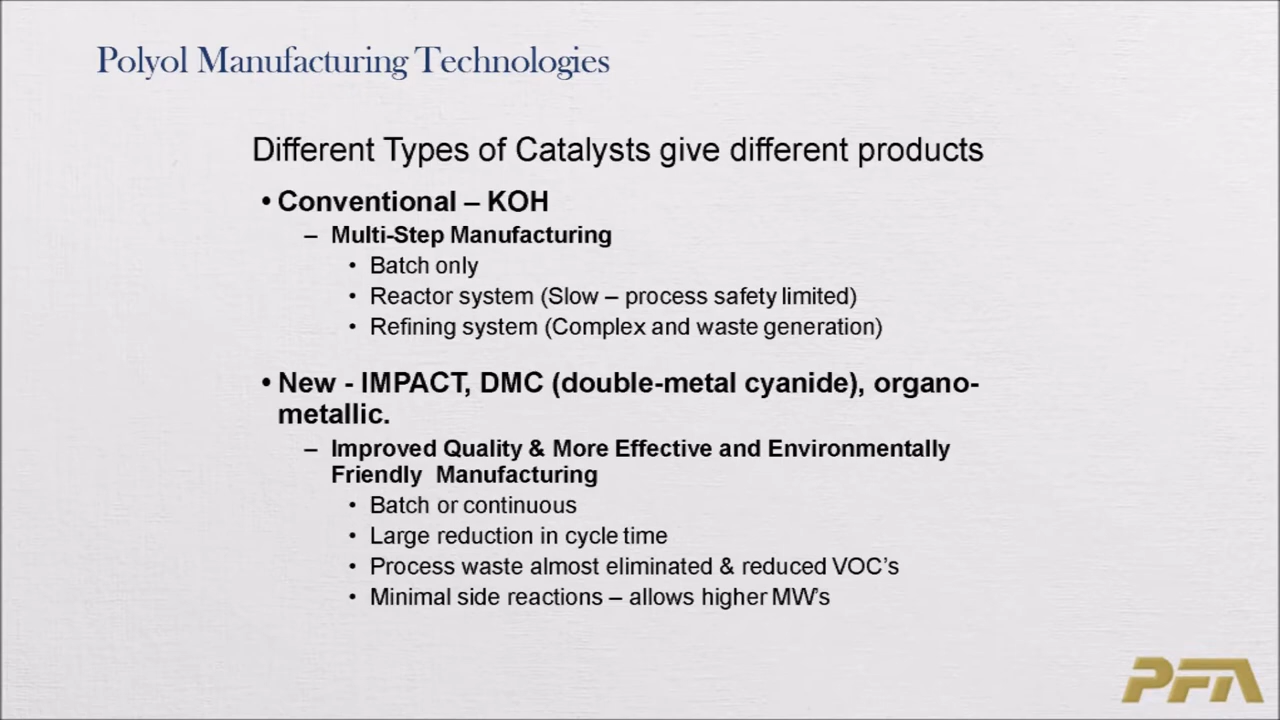 Polyol Manufacturing Technologies
Different Types of Catalysts give different products
• Conventional – KOH
– Multi-Step Manufacturing
• Batch only
• Reactor system (Slow – process safety limited)
• Refining system (Complex and waste generation)
• New - IMPACT, DMC (double-metal cyanide), organo-
metallic.
– Improved Quality & More Effective and Environmentally
Friendly Manufacturing
• Batch or continuous
• Large reduction in cycle time
• Process waste almost eliminated & reduced VOC’s
• Minimal side reactions – allows higher MW’s
PFA